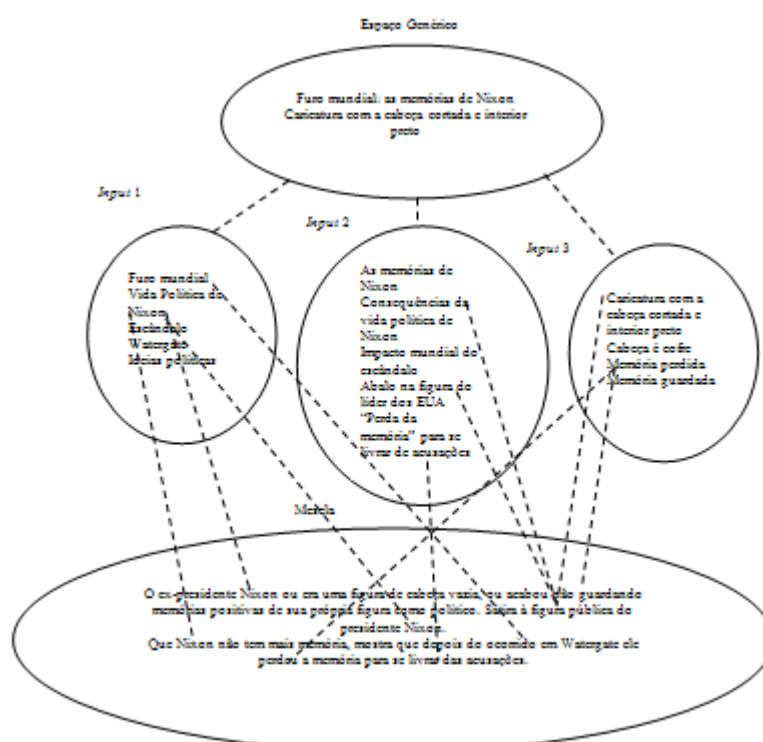 Espaço Genérico
Furo mundial: as memórias de Nixon
Caricatura com a cabeça cortada e interior
preto
Input 1
Input 2
Input 3
Furo mundial
Vida Política de
Nixon
Escândalo
Watergate
Ideias políticas
As memórias de
Nixon
Consequências da
vida política de
Nixon
Impacto mundial do
escândalo
Abalo na figura do
líder dos EUA
“Perda da
memória” para se
livrar de acusações
Caricatura com a
cabeça cortada e
interior preto
Cabeça é cofre
Memória perdida
Memória guardada
Mescla
O ex-presidente Nixon ou era uma figura de cabeça vazia, ou acabou não guardando
memórias positivas de sua própria figura como político. Sátira à figura pública do
presidente Nixon.
Que Nixon não tem mais memória, mostra que depois do ocorrido em Watergate ele
perdou a memória para se livrar das acusações.